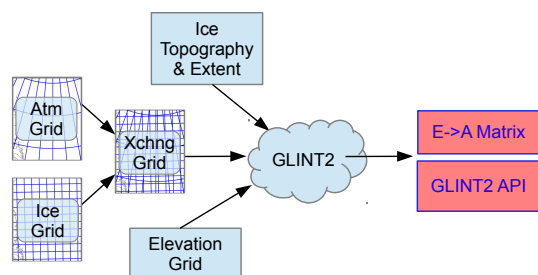 Ice
Topography
& Extent
Atm
Grid
Xchng
Grid
GLINT2
E->A Matrix
GLINT2 API
Ice
Grid
Elevation
Grid